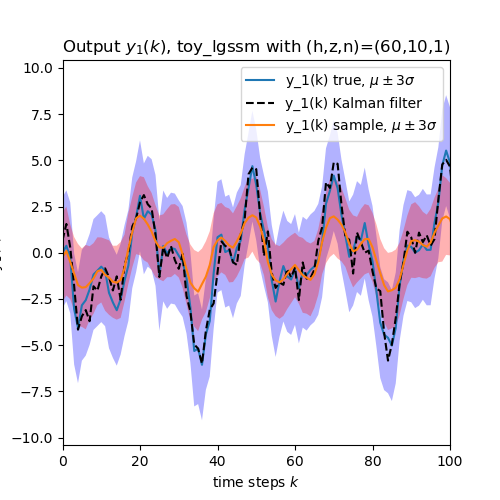 Output y₁(k), toy_lgssm with (h,z,n)=(60,10,1)
y_1(k) true, μ ± 3σ
y_1(k) Kalman filter
y_1(k) sample, μ ± 3σ
10.0
7.5
5.0
2.5
0.0
−2.5
−5.0
−7.5
−10.0
0 20 40 60 80 100
time steps k